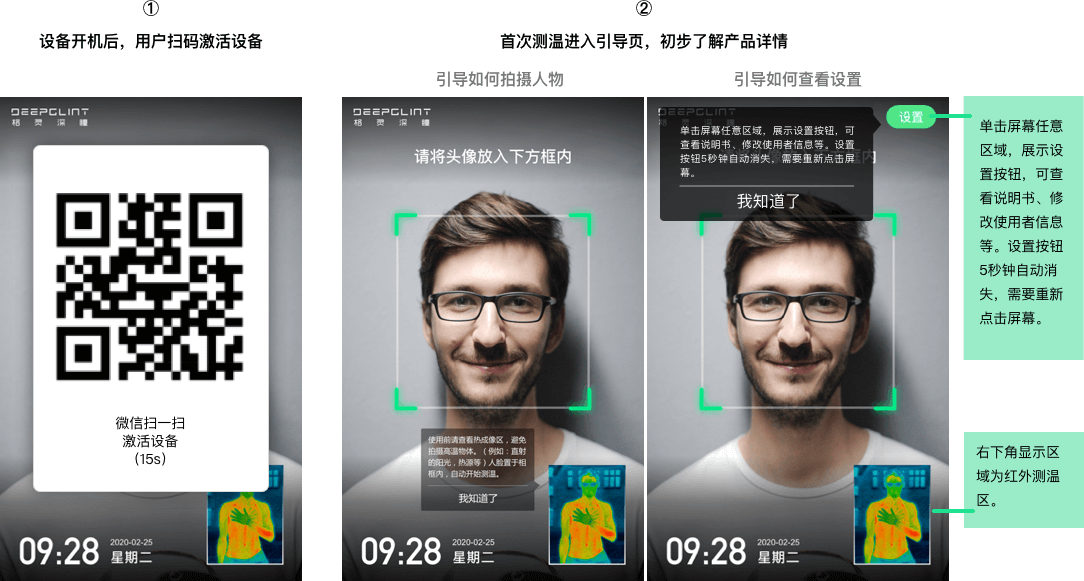 ①
设备开机后，用户扫码激活设备
②
首次测温进入引导页，初步了解产品详情
引导如何拍摄人物
引导如何查看设置
DEEPGLINT
格灵深瞳
微信扫一扫
激活设备
(15s)
09:28
2020-02-25
星期二
DEEPGLINT
格灵深瞳
请将头像放入下方框内
使用前请查看热成像区，避免
拍摄高温物体。（例如：直射
的阳光，热源等）人脸置于相
框内，自动开始测温。
我知道了
09:28
2020-02-25
星期二
DEEPGLINT
格灵深瞳
设置
单击屏幕任意区域，展示设置按钮，可
查看说明书、修改使用者信息等。设置
按钮5秒钟自动消失，需要重新点击屏
幕。
我知道了
09:28
2020-02-25
星期二
单击屏幕任意
区域，展示设
置按钮，可查
看说明书、修
改使用者信息
等。设置按钮
5秒钟自动消
失，需要重新
点击屏幕。
右下角显示区
域为红外测温
区。